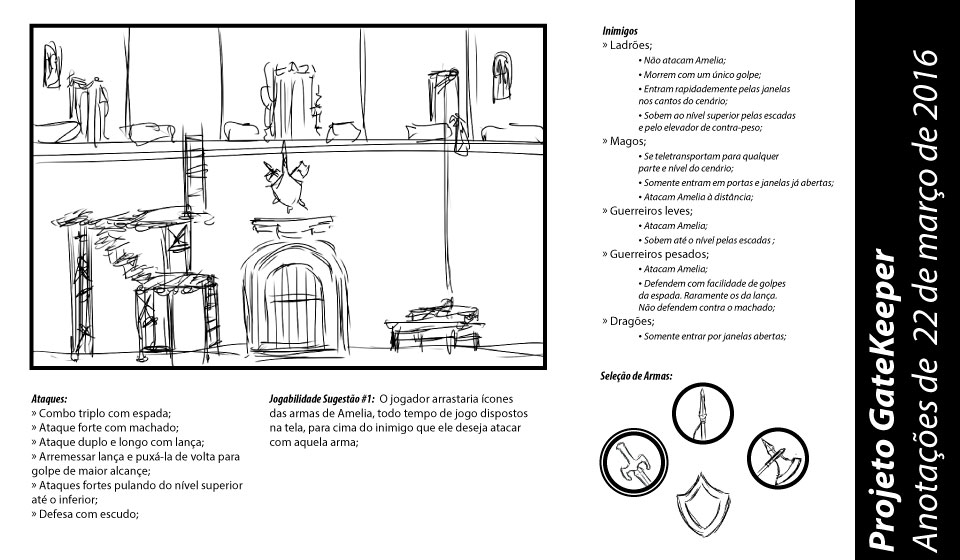 Inimigos
» Ladrões;
• Não atacam Amelia;
• Morrem com um único golpe;
• Entram rapidademente pelas janelas
nos cantos do cenário;
• Sobem ao nível superior pelas escadas
e pelo elevador de contra-peso;
» Magos;
• Se teletransportam para qualquer
parte e nível do cenário;
• Somente entram em portas e janelas já abertas;
• Atacam Amelia à distância;
» Guerreiros leves;
• Atacam Amelia;
• Sobem até o nível pelas escadas ;
» Guerreiros pesados;
• Atacam Amelia;
• Defendem com facilidade de golpes
da espada. Raramente os da lança.
Não defendem contra o machado;
» Dragões;
• Somente entrar por janelas abertas;
Ataques:
» Combo triplo com espada;
» Ataque forte com machado;
» Ataque duplo e longo com lança;
» Arremessar lança e puxá-la de volta para
golpe de maior alcançe;
» Ataques fortes pulando do nível superior
até o inferior;
» Defesa com escudo;
Jogabilidade Sugestão #1: O jogador arrastaria ícones
das armas de Amelia, todo tempo de jogo dispostos
na tela, para cima do inimigo que ele deseja atacar
com aquela arma;
Seleção de Armas:
Projeto GateKeeper
Anotações de 22 de março de 2016